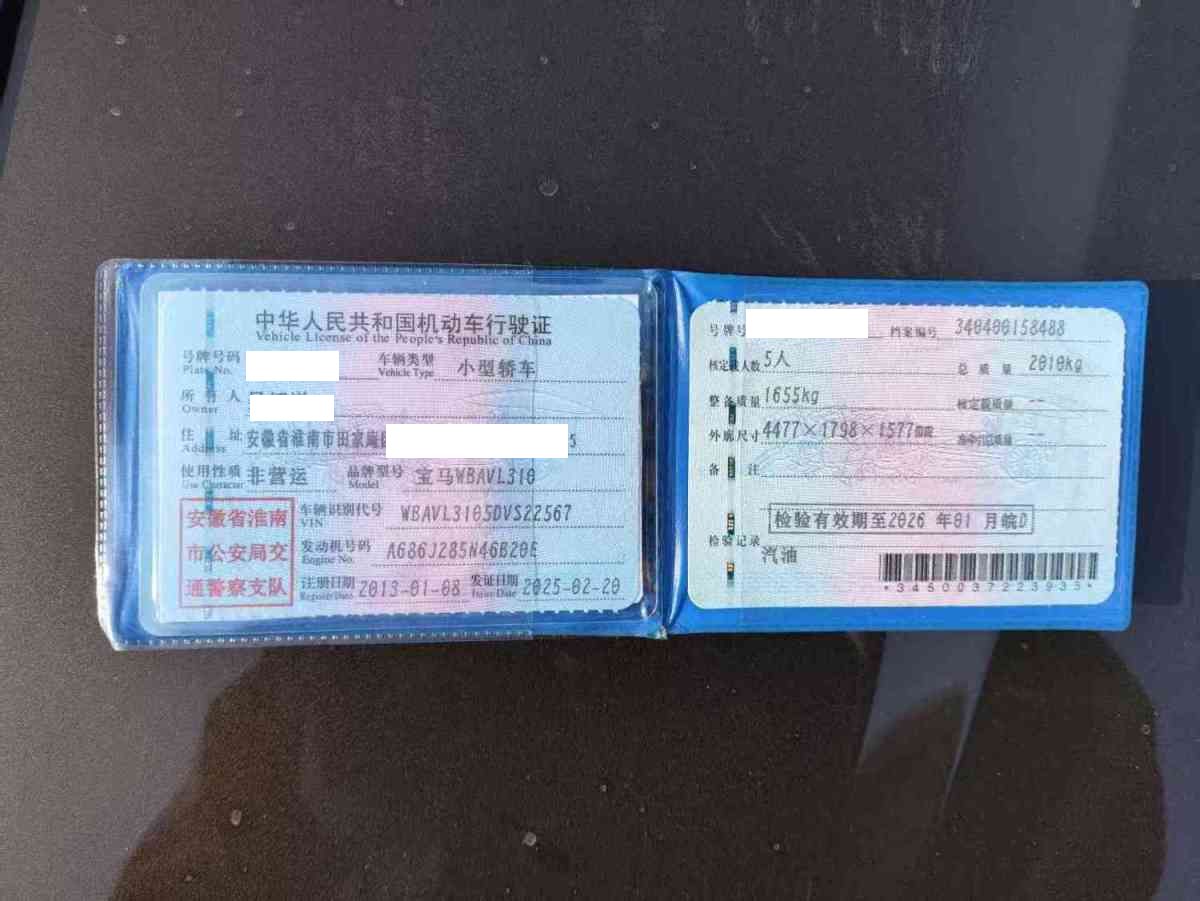 中华人民共和国机动车行驶证
Vehicle License of the People's Republic of China
号牌号码 车辆类型 小型轿车
Plate No. Vehicle Type
所有人
Owner
住址 安徽省淮南市田家庵 5
Address
使用性质 非营运 品牌型号 宝马WBAVL310
Use Character Model
安徽省淮南
市公安局交
通警察支队
车辆识别代号 WBAVL3105DVS22567
VIN
发动机号码 A686J285N46B20E
Engine No.
注册日期 2013-01-08 发证日期 2025-02-20
Register Date Issue Date
号牌号 档案编号 340400158488
核定载人数 5人 总质量 2010kg
整备质量 1655kg 核定载质量 --
外廓尺寸 4477×1798×1577 --
备注
检验有效期至2026年01月皖D
检验记录
汽油
*3450037223935*